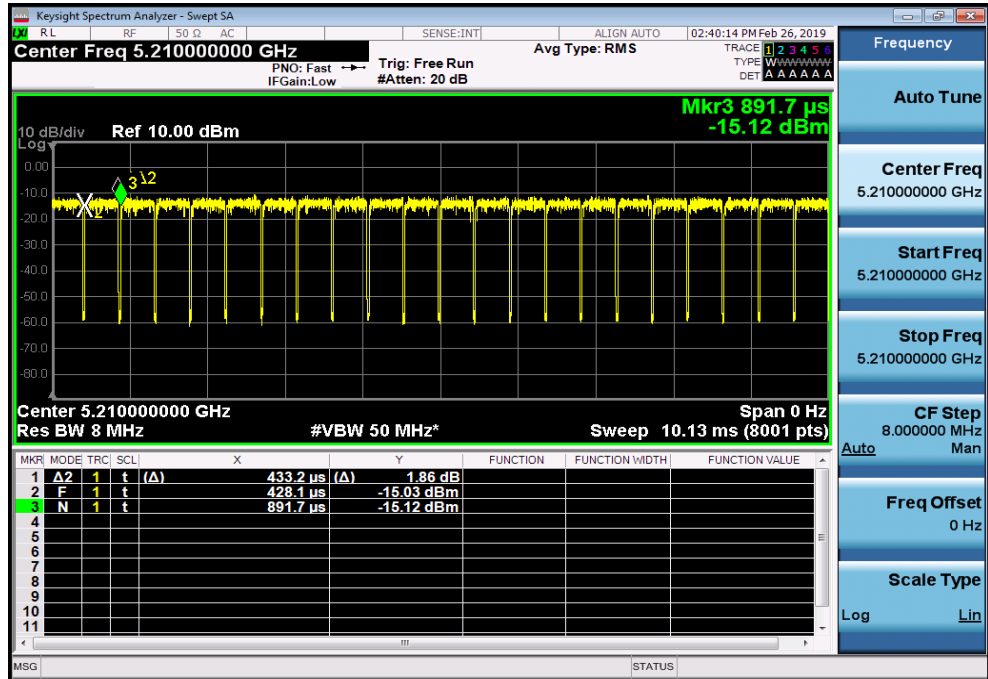 Keysight Spectrum Analyzer - Swept SA
LXI RL RF 50 Ω AC SENSE:INT ALIGN AUTO 02:40:14 PM Feb 26, 2019
Center Freq 5.210000000 GHz
PNO: Fast
IFGain:Low
Trig: Free Run
#Atten: 20 dB
Avg Type: RMS
TRACE 1 2 3 4 5 6
TYPE WWWWWW
DET A A A A A A
Mkr3 891.7 µs
-15.12 dBm
10 dB/div Ref 10.00 dBm
Log
0.00
-10.0
-20.0
-30.0
-40.0
-50.0
-60.0
-70.0
-80.0
3 1Δ2
X2
Center 5.210000000 GHz Span 0 Hz
Res BW 8 MHz #VBW 50 MHz* Sweep 10.13 ms (8001 pts)
MKR MODE TRC SCL X Y FUNCTION FUNCTION WIDTH FUNCTION VALUE
1 Δ2 1 t (Δ) 433.2 µs (Δ) 1.86 dB
2 F 1 t 428.1 µs -15.03 dBm
3 N 1 t 891.7 µs -15.12 dBm
4
5
6
7
8
9
10
11
MSG STATUS
Frequency
Auto Tune
Center Freq
5.210000000 GHz
Start Freq
5.210000000 GHz
Stop Freq
5.210000000 GHz
CF Step
8.000000 MHz
Auto Man
Freq Offset
0 Hz
Scale Type
Log Lin